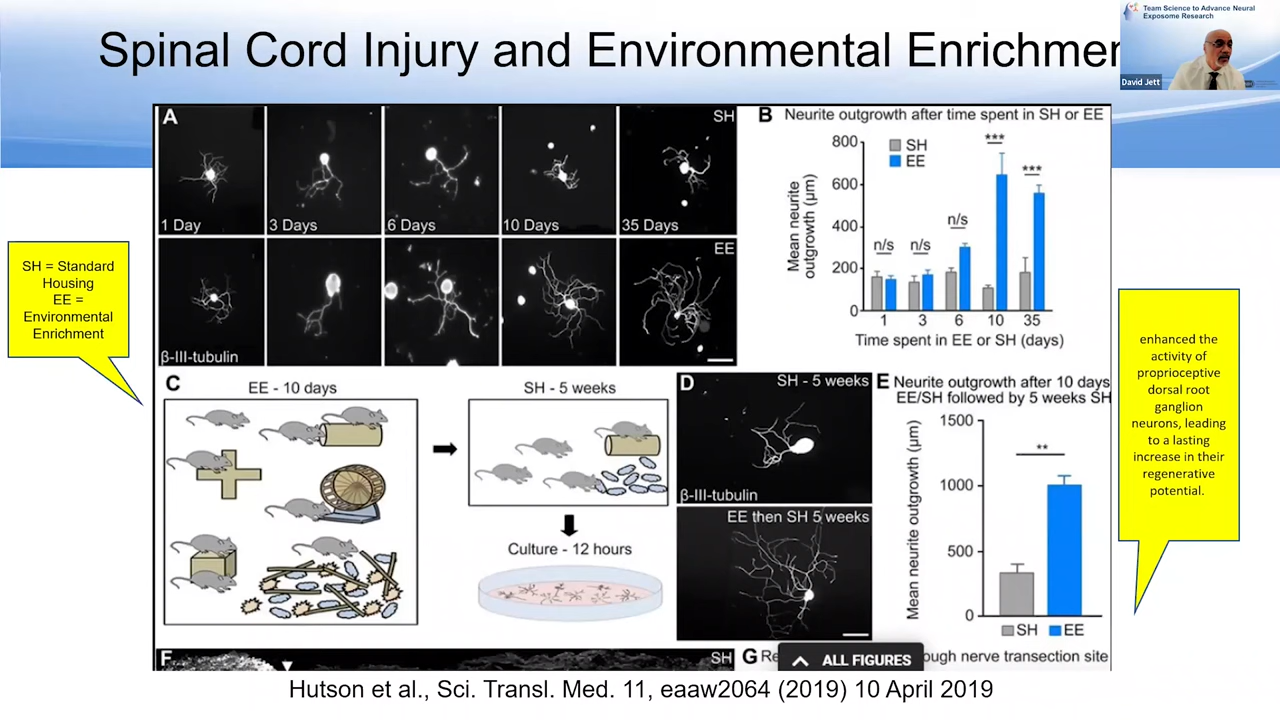 Spinal Cord Injury and Environmental Enrichmen
Team Science to Advance Neural
Exposome Research
David Jett
SH = Standard
Housing
EE =
Environmental
Enrichment
A
SH
1 Day
3 Days
6 Days
10 Days
35 Days
EE
β-III-tubulin
B
Neurite outgrowth after time spent in SH or EE
SH
EE
Mean neurite
outgrowth (μm)
800
600
400
200
0
n/s
n/s
n/s
***
***
1
3
6
10
35
Time spent in EE or SH (days)
C
EE - 10 days
SH - 5 weeks
Culture - 12 hours
D
SH - 5 weeks
β-III-tubulin
EE then SH 5 weeks
E
Neurite outgrowth after 10 days
EE/SH followed by 5 weeks SH
Mean neurite outgrowth (μm)
1500
1000
500
0
**
SH
EE
enhanced the
activity of
proprioceptive
dorsal root
ganglion
neurons, leading
to a lasting
increase in their
regenerative
potential.
F
SH
G
ALL FIGURES
nerve transection site
Hutson et al., Sci. Transl. Med. 11, eaaw2064 (2019) 10 April 2019